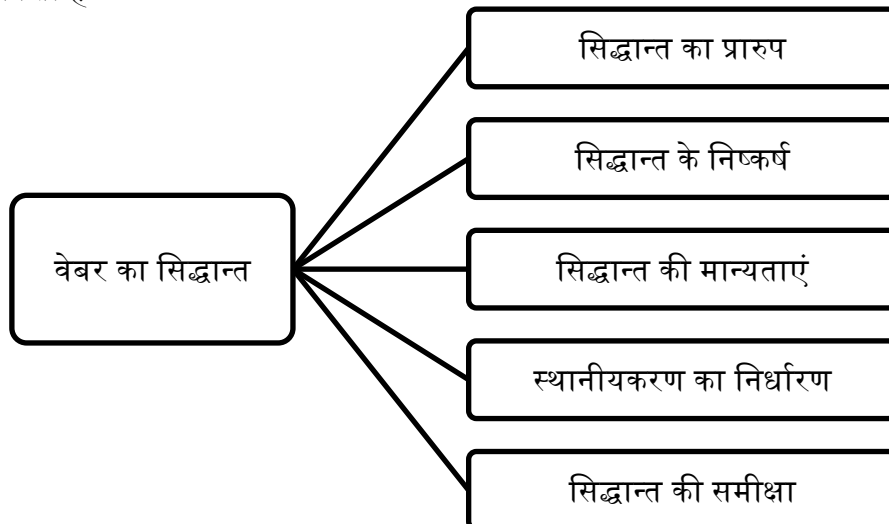 सिद्धान्त का प्रारुप
सिद्धान्त के निष्कर्ष
वेबर का सिद्धान्त
सिद्धान्त की मान्यताएं
स्थानीयकरण का निर्धारण
सिद्धान्त की समीक्षा